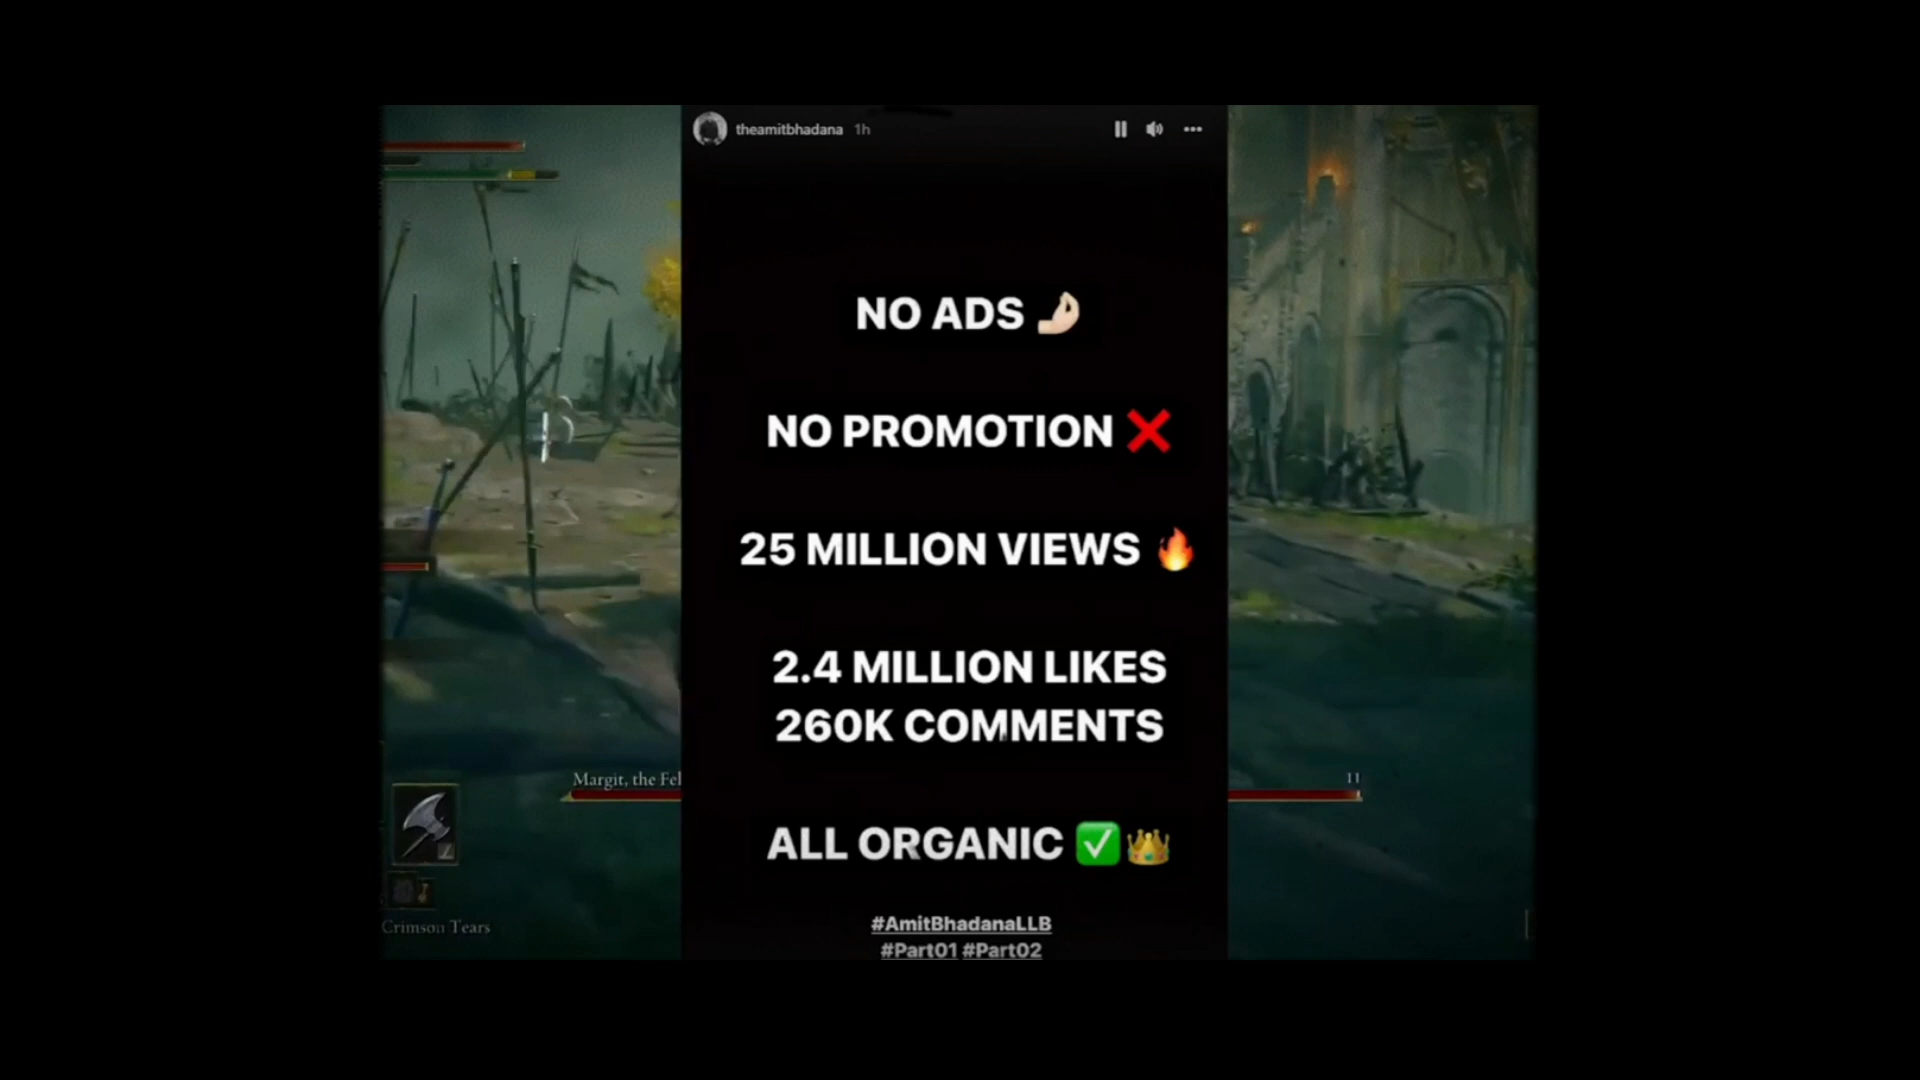 theamitbhadana 1h
NO ADS 🤌🏻
NO PROMOTION ❌
25 MILLION VIEWS 🔥
2.4 MILLION LIKES
260K COMMENTS
Margit, the Fel
11
ALL ORGANIC ✅👑
Crimson Tears
#AmitBhadanaLLB
#Part01 #Part02